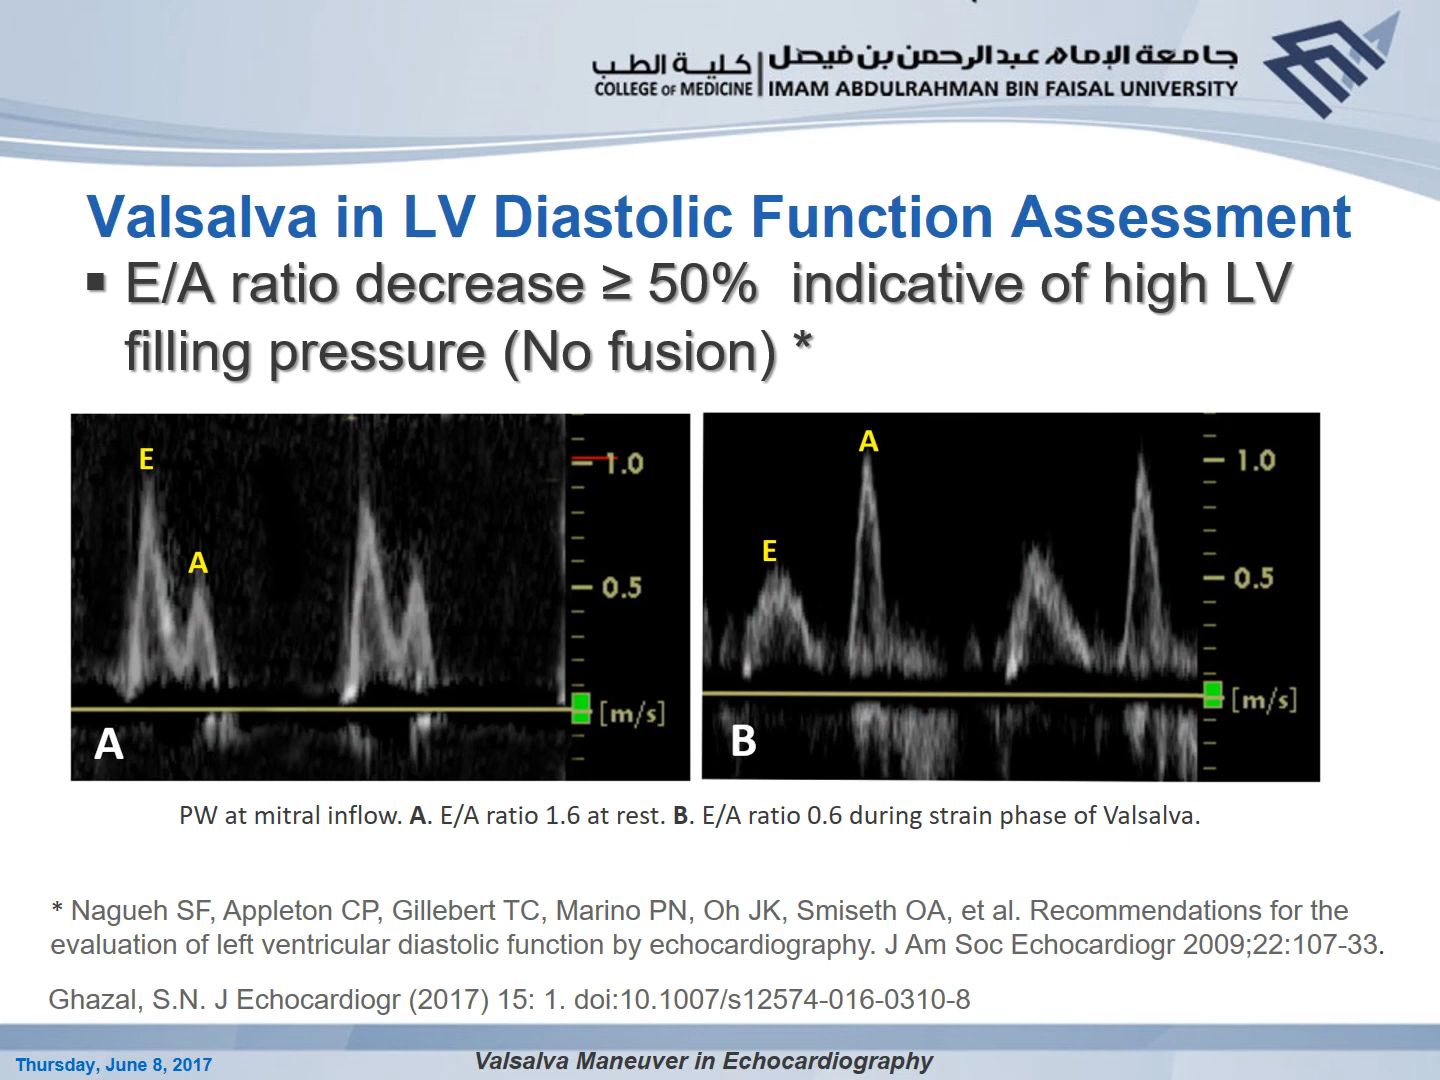 كلية الطب | جامعة الإمام عبدالرحمن بن فيصل
COLLEGE OF MEDICINE | IMAM ABDULRAHMAN BIN FAISAL UNIVERSITY
Valsalva in LV Diastolic Function Assessment
▪ E/A ratio decrease ≥ 50%  indicative of high LV
filling pressure (No fusion) *
E
A
1.0
0.5
[m/s]
A
A
E
1.0
0.5
[m/s]
B
PW at mitral inflow. A. E/A ratio 1.6 at rest. B. E/A ratio 0.6 during strain phase of Valsalva.
* Nagueh SF, Appleton CP, Gillebert TC, Marino PN, Oh JK, Smiseth OA, et al. Recommendations for the
evaluation of left ventricular diastolic function by echocardiography. J Am Soc Echocardiogr 2009;22:107-33.
Ghazal, S.N. J Echocardiogr (2017) 15: 1. doi:10.1007/s12574-016-0310-8
Thursday, June 8, 2017
Valsalva Maneuver in Echocardiography